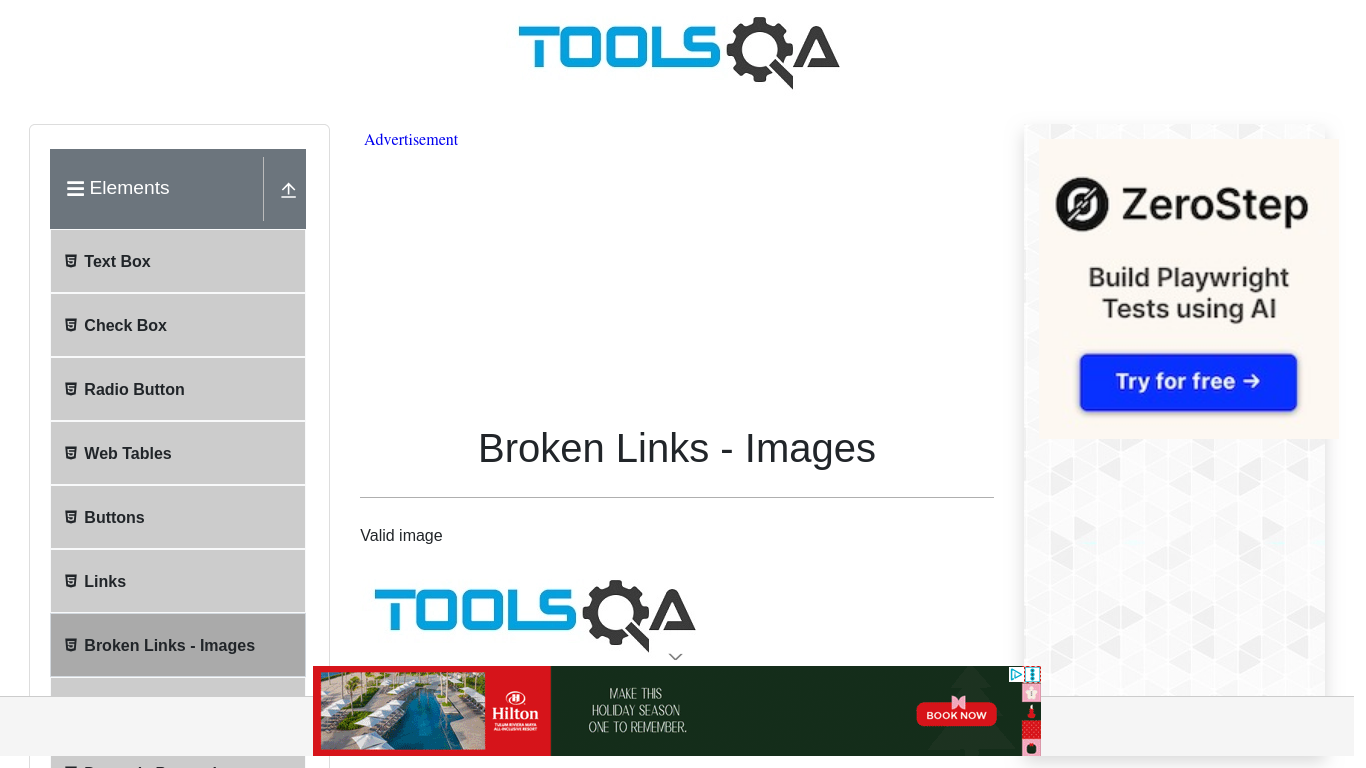 TOOLSQA
Elements
Text Box
Check Box
Radio Button
Web Tables
Buttons
Links
Broken Links - Images
Advertisement
Broken Links - Images
Valid image
TOOLSQA
ZeroStep
Build Playwright
Tests using AI
Try for free →
Hilton
TULUM RIVIERA MAYA
ALL-INCLUSIVE RESORT
MAKE THIS
HOLIDAY SEASON
ONE TO REMEMBER.
BOOK NOW